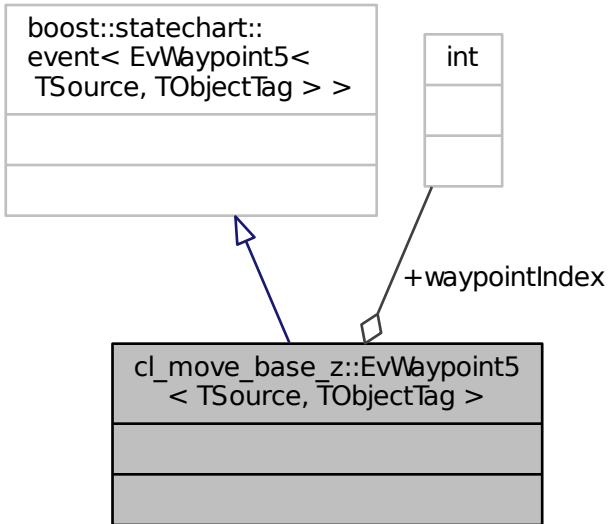 boost::statechart::
event< EvWaypoint5<
TSource, TObjectTag > >
int
+waypointIndex
cl_move_base_z::EvWaypoint5
< TSource, TObjectTag >